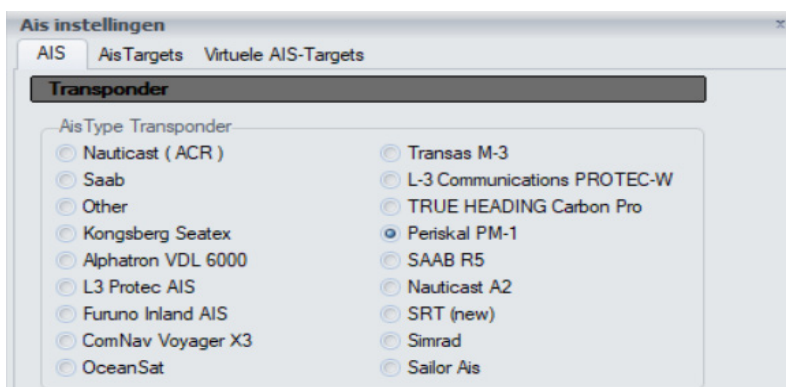 Ais instellingen
AIS AisTargets Virtuele AIS-Targets
Transponder
AisType Transponder
Nauticast ( ACR )
Saab
Other
Kongsberg Seatex
Alphatron VDL 6000
L3 Protec AIS
Furuno Inland AIS
ComNav Voyager X3
OceanSat
Transas M-3
L-3 Communications PROTEC-W
TRUE HEADING Carbon Pro
Periskal PM-1
SAAB R5
Nauticast A2
SRT (new)
Simrad
Sailor Ais